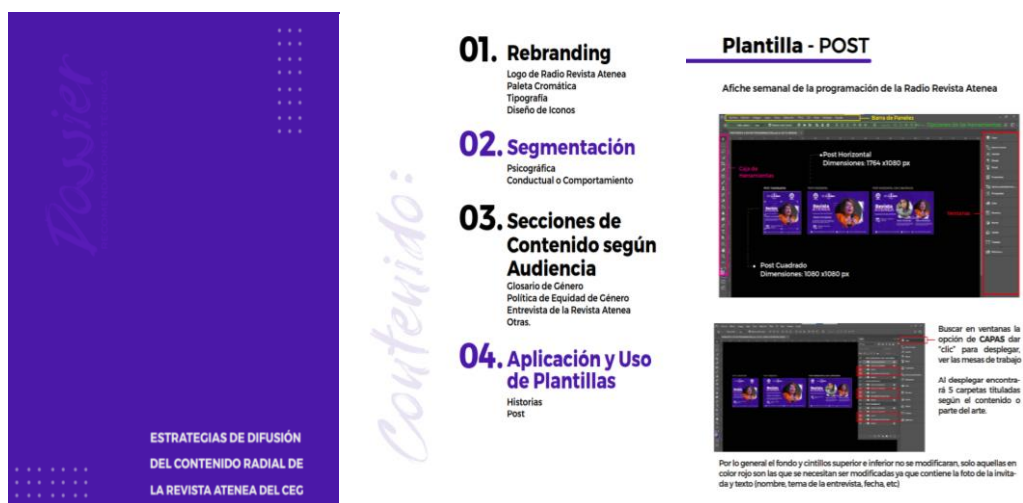 Dossier
ESTRATEGIAS DE DIFUSIÓN
DEL CONTENIDO RADIAL DE
LA REVISTA ATENEA DEL CEG
Contenido:
01. Rebranding
Logo de Radio Revista Atenea
Paleta Cromática
Tipografía
Diseño de Iconos
02. Segmentación
Psicográfica
Conductual o Comportamiento
03. Secciones de
Contenido según
Audiencia
Glosario de Género
Política de Equidad de Género
Entrevista de la Revista Atenea
Otras.
04. Aplicación y Uso
de Plantillas
Historias
Post
Plantilla - POST
Afiche semanal de la programación de la Radio Revista Atenea
Barra de Paneles
Caja de
Herramientas
Post Horizontal
Dimensiones: 1764 x1080 px
Ventanas
Post Cuadrado
Dimensiones: 1080 x1080 px
Buscar en ventanas la
opción de CAPAS dar
"clic" para desplegar,
ver las mesas de trabajo
Al desplegar encontra-
rá 5 carpetas tituladas
según el contenido o
parte del arte.
Por lo general el fondo y cintillos superior e inferior no se modificaran, solo aquellas en
color rojo son las que se necesitan ser modificadas ya que contiene la foto de la invita-
da y texto (nombre, tema de la entrevista, fecha, etc)